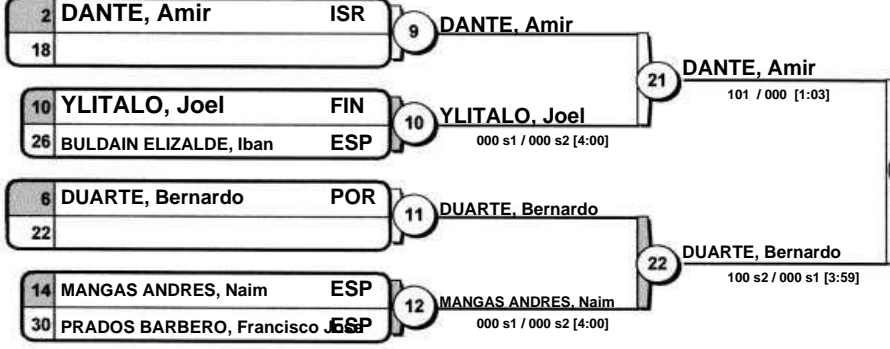 2 DANTE, Amir ISR
18
9 DANTE, Amir
10 YLITALO, Joel FIN
26 BULDAIN ELIZALDE, Iban ESP
10 YLITALO, Joel
000 s1 / 000 s2 [4:00]
21 DANTE, Amir
101 / 000 [1:03]
6 DUARTE, Bernardo POR
22
11 DUARTE, Bernardo
14 MANGAS ANDRES, Naim ESP
30 PRADOS BARBERO, Francisco Jose ESP
12 MANGAS ANDRES, Naim
000 s1 / 000 s2 [4:00]
22 DUARTE, Bernardo
100 s2 / 000 s1 [3:59]